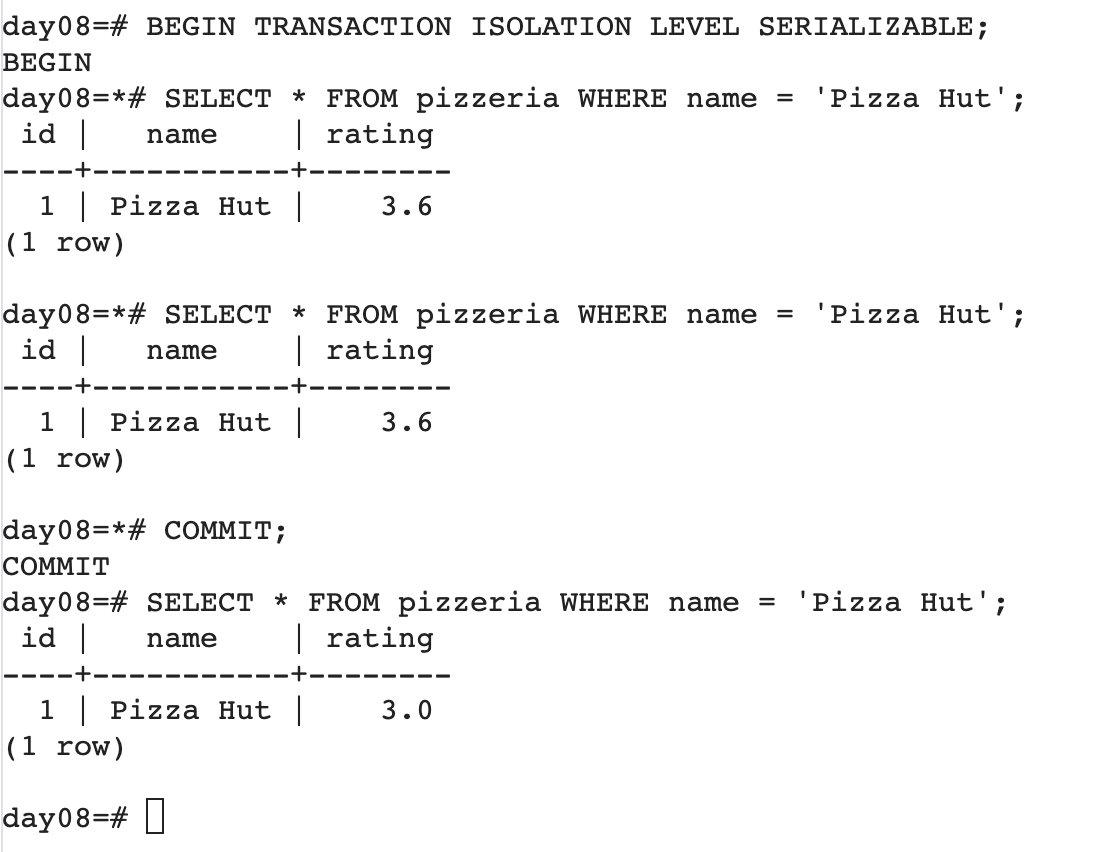 day08=# BEGIN TRANSACTION ISOLATION LEVEL SERIALIZABLE;
BEGIN
day08=*# SELECT * FROM pizzeria WHERE name = 'Pizza Hut';
 id |   name    | rating
----+-----------+--------
  1 | Pizza Hut |    3.6
(1 row)

day08=*# SELECT * FROM pizzeria WHERE name = 'Pizza Hut';
 id |   name    | rating
----+-----------+--------
  1 | Pizza Hut |    3.6
(1 row)

day08=*# COMMIT;
COMMIT
day08=# SELECT * FROM pizzeria WHERE name = 'Pizza Hut';
 id |   name    | rating
----+-----------+--------
  1 | Pizza Hut |    3.0
(1 row)

day08=#